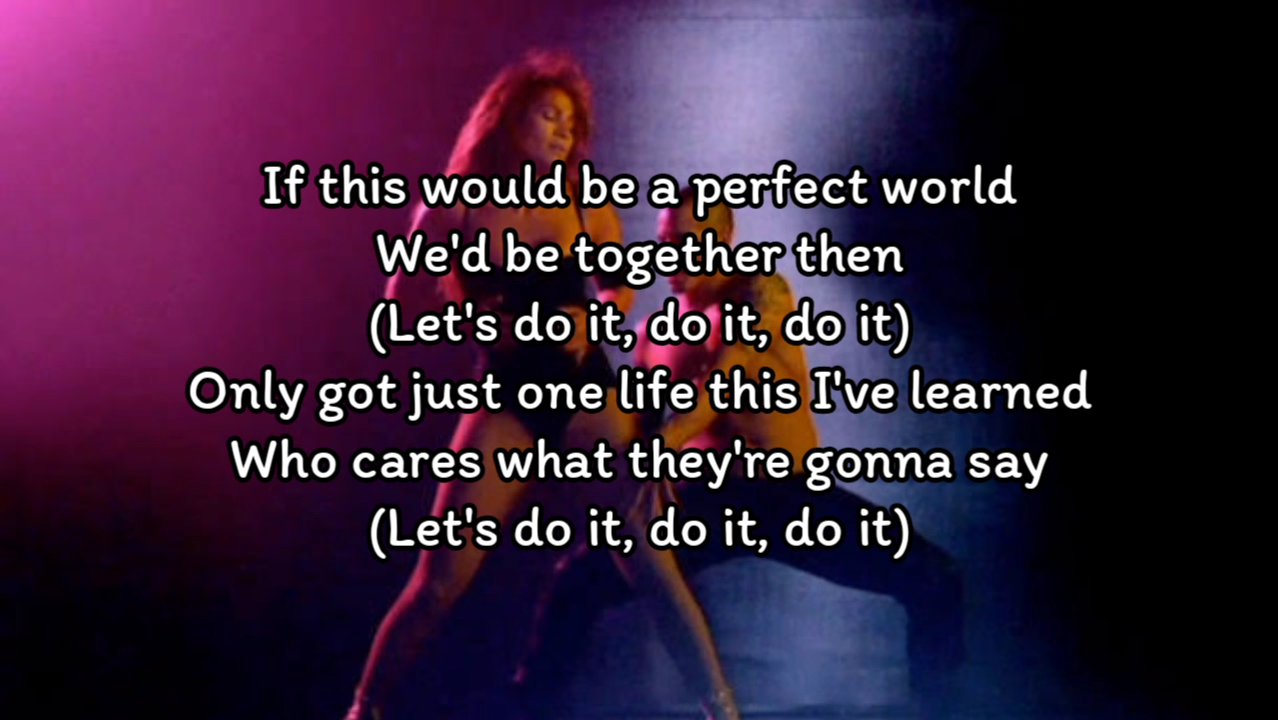 If this would be a perfect world
We'd be together then
(Let's do it, do it, do it)
Only got just one life this I've learned
Who cares what they're gonna say
(Let's do it, do it, do it)